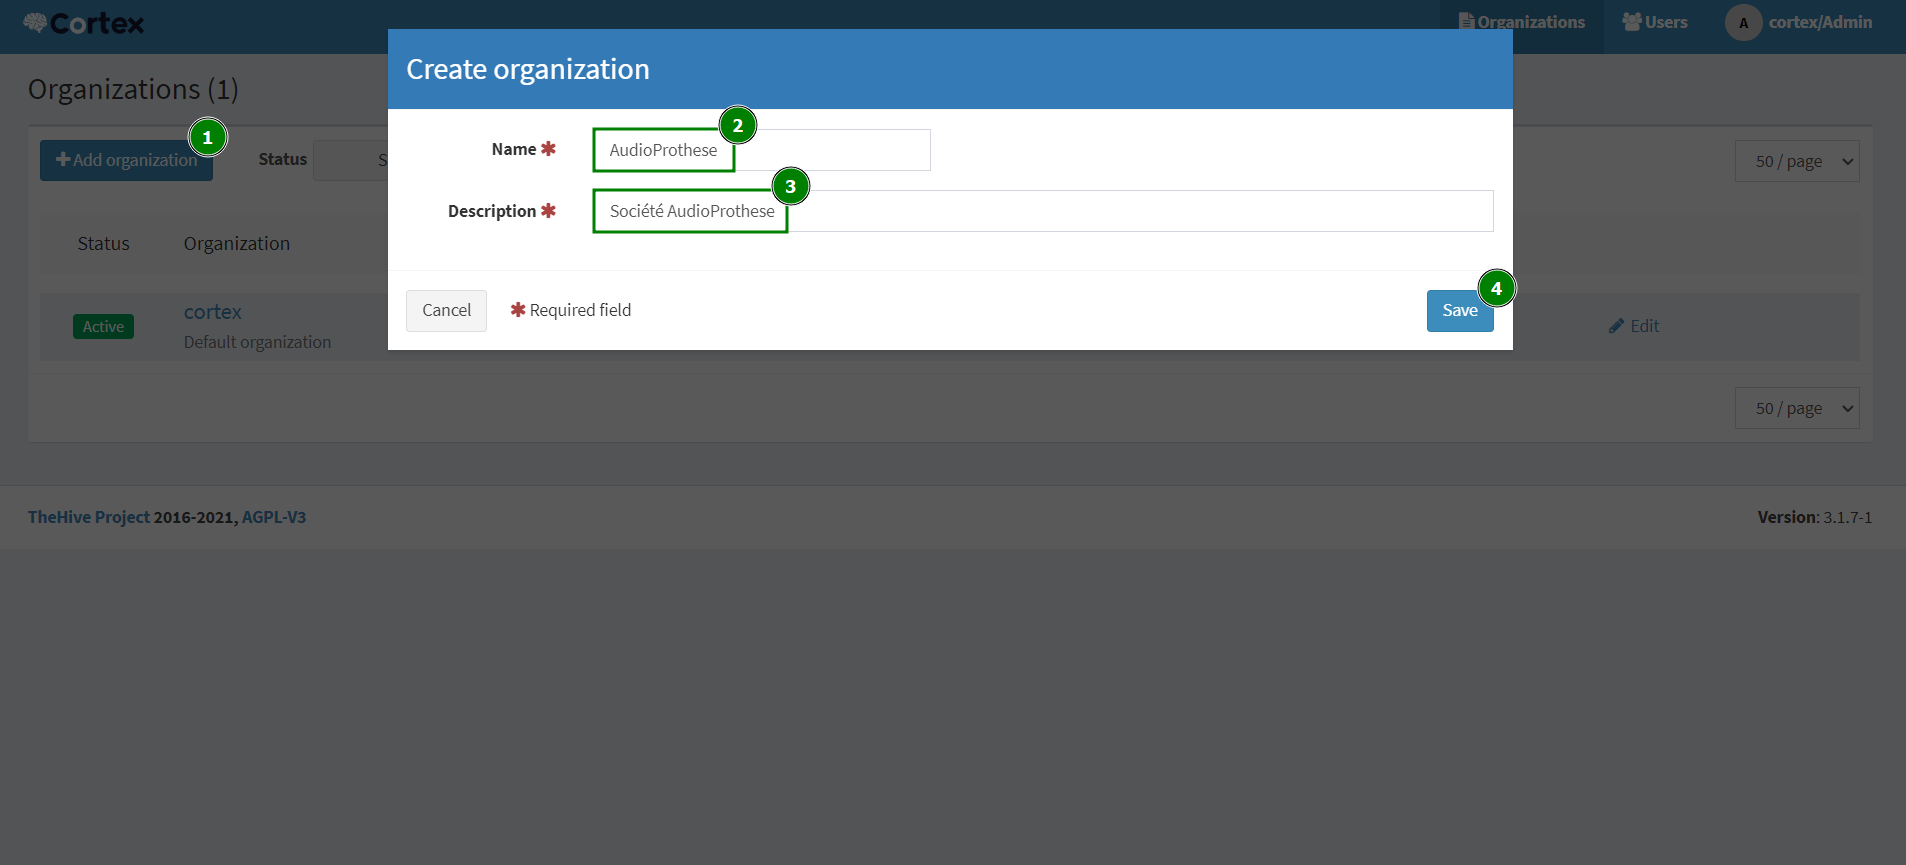 Cortex
Organizations
Users
A
cortex/Admin
Create organization
Organizations (1)
1
+Add organization
Status
S
50 / page
Name *
AudioProthese
2
Description *
Société AudioProthese
3
Status
Organization
Cancel
* Required field
Save
4
Active
cortex
Default organization
Edit
50 / page
TheHive Project 2016-2021, AGPL-V3
Version: 3.1.7-1